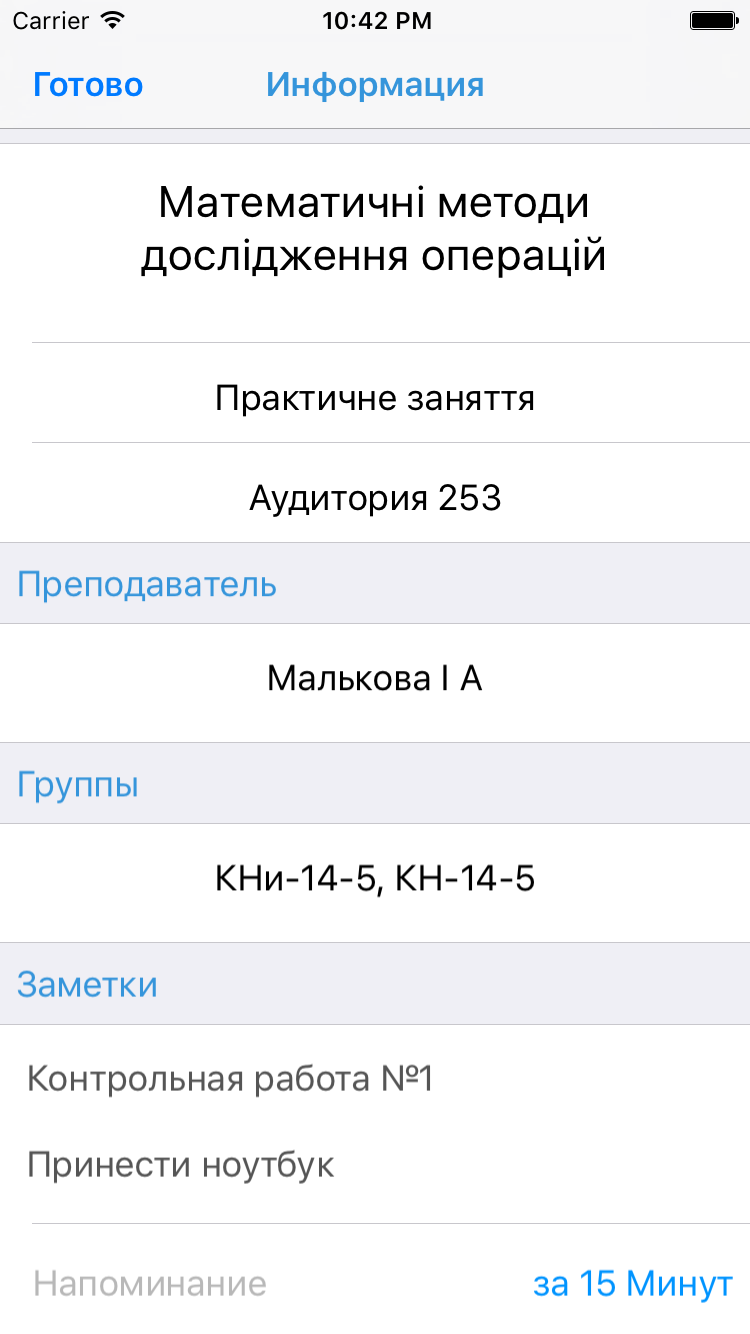 Carrier 10:42 PM
Готово Информация
Математичні методи
дослідження операцій
Практичне заняття
Аудитория 253
Преподаватель
Малькова І А
Группы
КНи-14-5, КН-14-5
Заметки
Контрольная работа №1
Принести ноутбук
Напоминание за 15 Минут